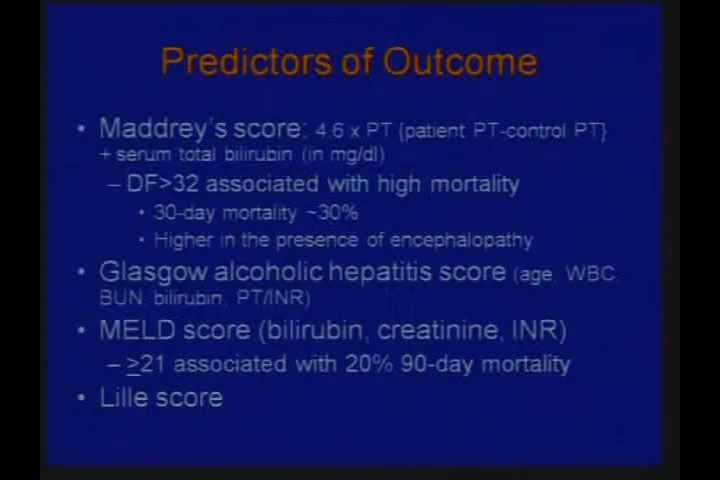 Predictors of Outcome
• Maddrey's score: 4.6 x PT {patient PT-control PT}
+ serum total bilirubin (in mg/dl)
– DF>32 associated with high mortality
• 30-day mortality ~30%
• Higher in the presence of encephalopathy
• Glasgow alcoholic hepatitis score (age, WBC,
BUN, bilirubin, PT/INR)
• MELD score (bilirubin, creatinine, INR)
– ≥21 associated with 20% 90-day mortality
• Lille score